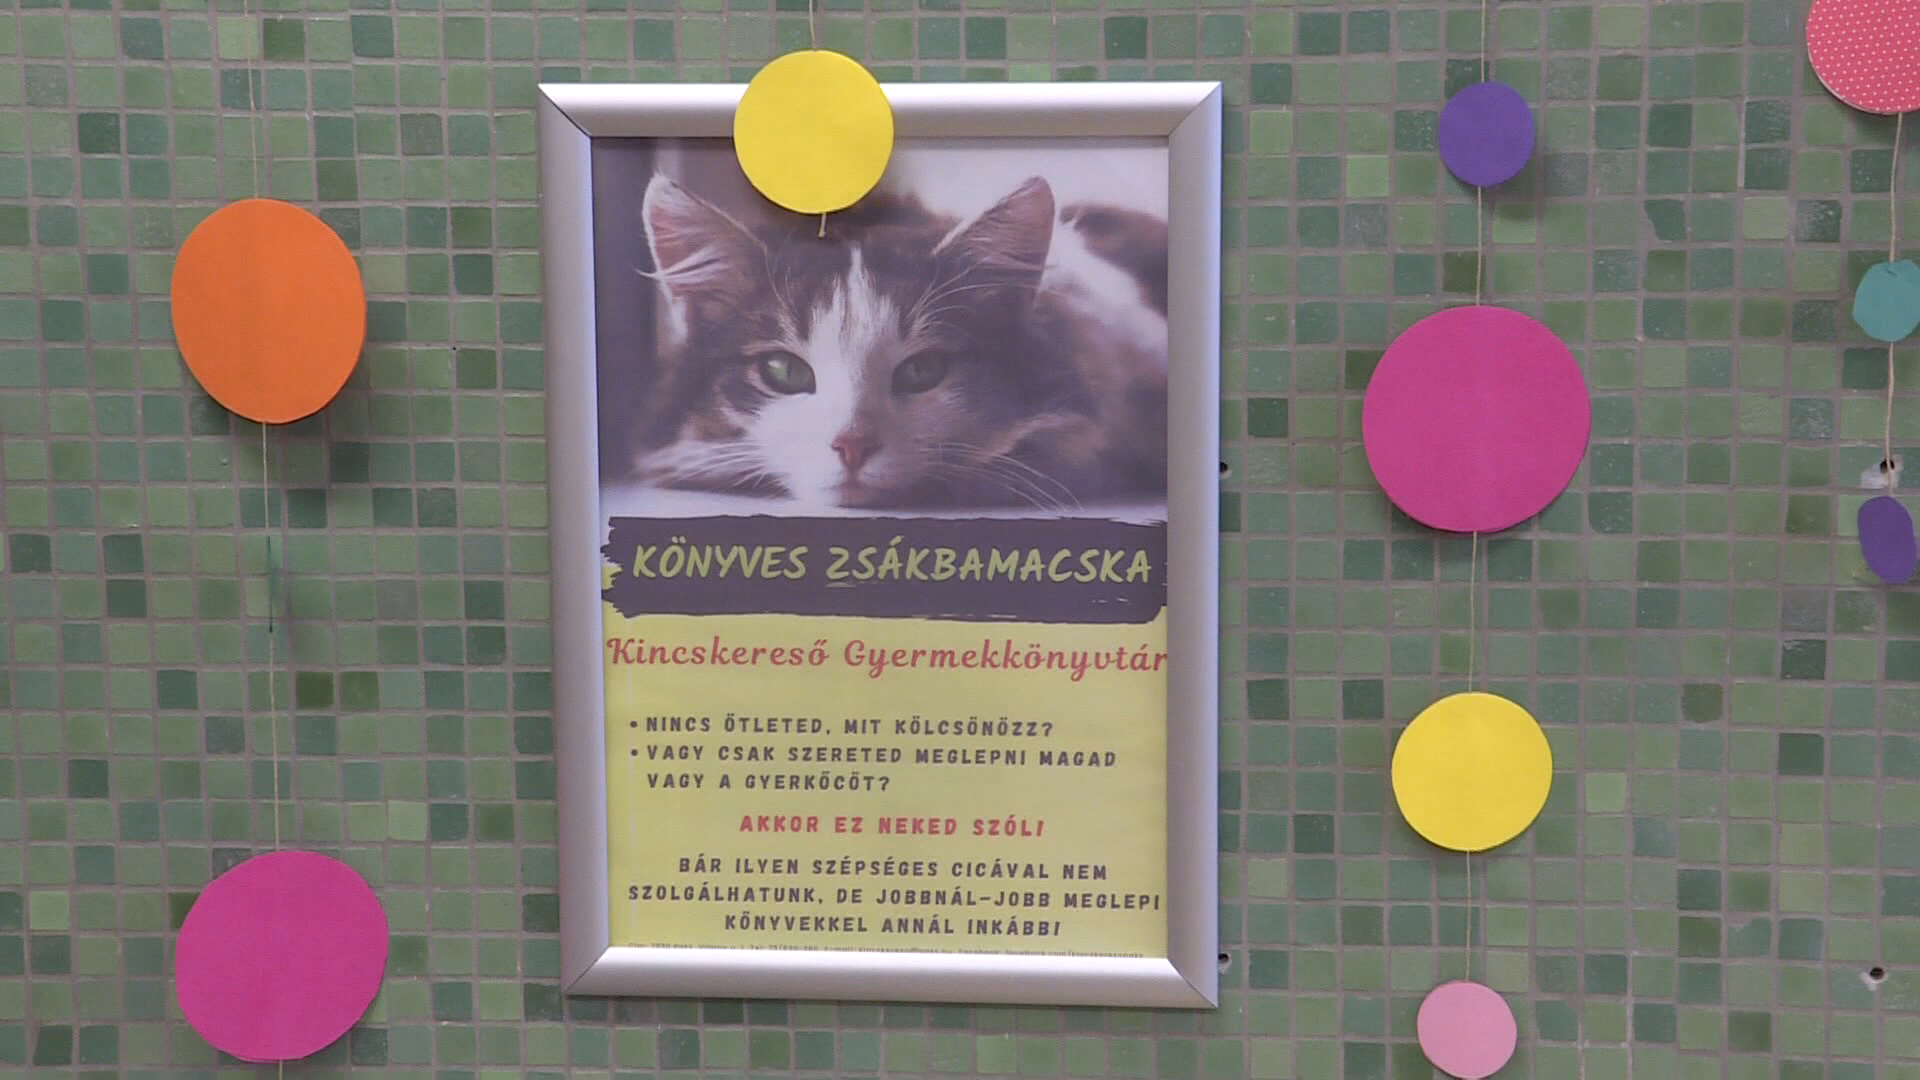 KÖNYVES ZSÁKBAMACSKA
Kincskereső Gyermekkönyvtár
• NINCS ÖTLETED, MIT KÖLCSÖNÖZZ?
• VAGY CSAK SZERETED MEGLEPNI MAGAD
VAGY A GYERKŐCÖT?
AKKOR EZ NEKED SZÓL!
BÁR ILYEN SZÉPSÉGES CICÁVAL NEM
SZOLGÁLHATUNK, DE JOBBNÁL-JOBB MEGLEPI
KÖNYVEKKEL ANNÁL INKÁBB!